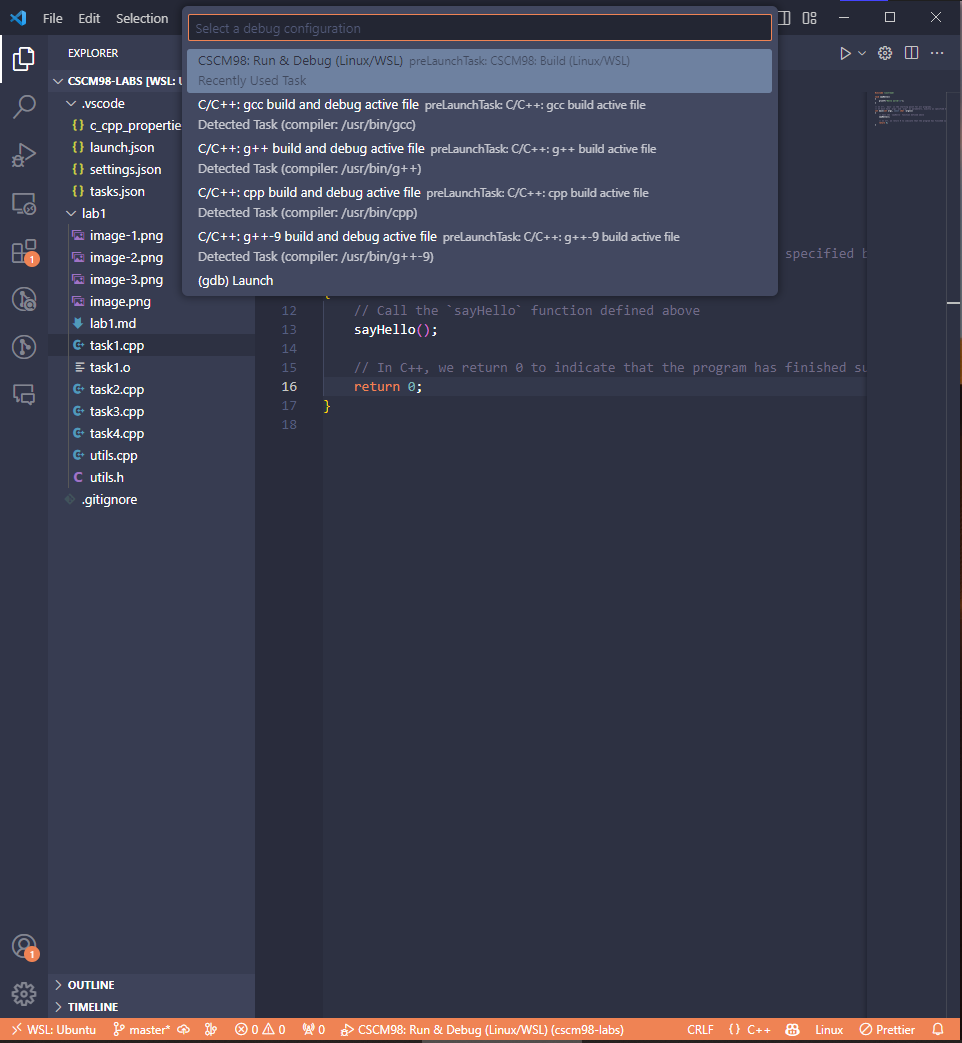 File Edit Selection
Select a debug configuration
CSCM98: Run & Debug (Linux/WSL) preLaunchTask: CSCM98: Build (Linux/WSL)
Recently Used Task
C/C++: gcc build and debug active file preLaunchTask: C/C++: gcc build active file
Detected Task (compiler: /usr/bin/gcc)
C/C++: g++ build and debug active file preLaunchTask: C/C++: g++ build active file
Detected Task (compiler: /usr/bin/g++)
C/C++: cpp build and debug active file preLaunchTask: C/C++: cpp build active file
Detected Task (compiler: /usr/bin/cpp)
C/C++: g++-9 build and debug active file preLaunchTask: C/C++: g++-9 build active file
Detected Task (compiler: /usr/bin/g++-9)
(gdb) Launch
EXPLORER
CSCM98-LABS [WSL: U
.vscode
{} c_cpp_propertie
{} launch.json
{} settings.json
{} tasks.json
lab1
image-1.png
image-2.png
image-3.png
image.png
lab1.md
task1.cpp
task1.o
task2.cpp
task3.cpp
task4.cpp
utils.cpp
C utils.h
.gitignore
OUTLINE
TIMELINE
1
1
specified b
{
12 // Call the `sayHello` function defined above
13 sayHello();
14
15 // In C++, we return 0 to indicate that the program has finished su
16 return 0;
17 }
18
WSL: Ubuntu master* 0 0 0 CSCM98: Run & Debug (Linux/WSL) (cscm98-labs) CRLF {} C++ Linux Prettier